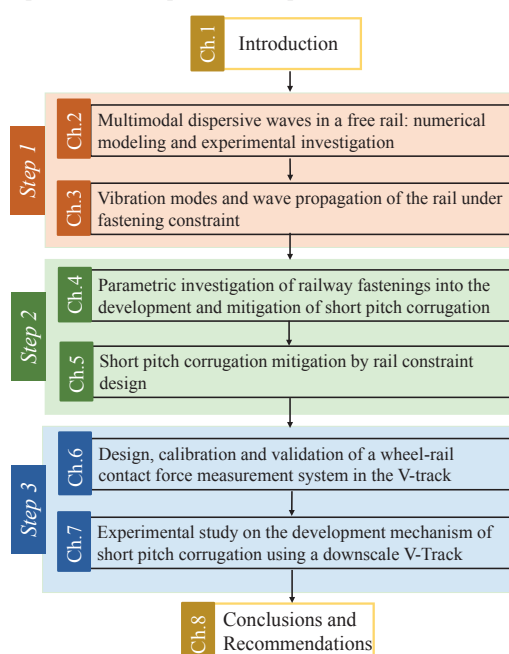 Ch.1
Introduction
Step 1
Ch.2
Multimodal dispersive waves in a free rail: numerical
modeling and experimental investigation
Ch.3
Vibration modes and wave propagation of the rail under
fastening constraint
Step 2
Ch.4
Parametric investigation of railway fastenings into the
development and mitigation of short pitch corrugation
Ch.5
Short pitch corrugation mitigation by rail constraint
design
Step 3
Ch.6
Design, calibration and validation of a wheel-rail
contact force measurement system in the V-track
Ch.7
Experimental study on the development mechanism of
short pitch corrugation using a downscale V-Track
Ch.8
Conclusions and
Recommendations